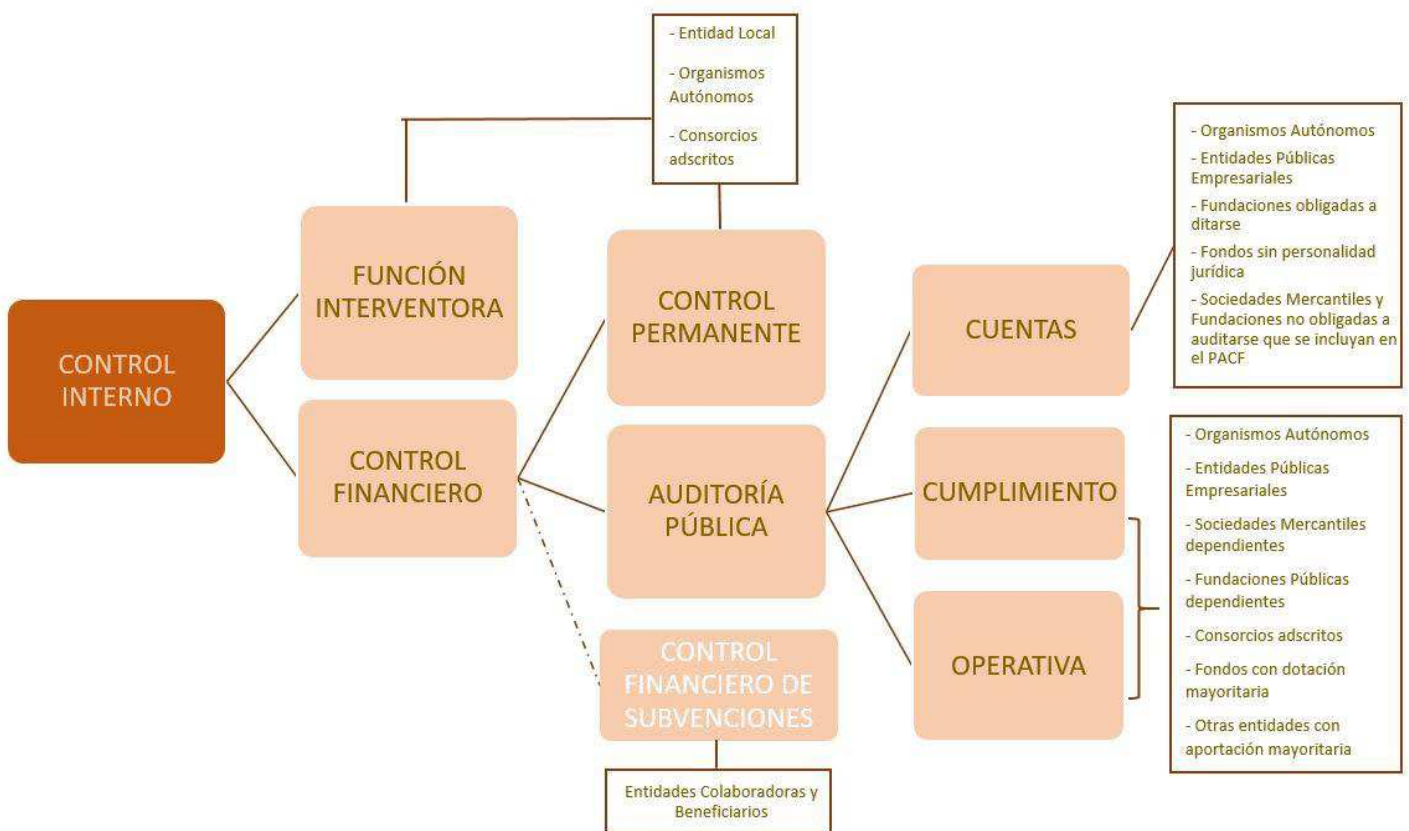 - Entidad Local
- Organismos
Autónomos
- Consorcios
adscritos
- Organismos Autónomos
- Entidades Públicas
Empresariales
- Fundaciones obligadas a
ditarse
- Fondos sin personalidad
jurídica
- Sociedades Mercantiles y
Fundaciones no obligadas a
auditarse que se incluyan en
el PACF
FUNCIÓN
INTERVENTORA
CONTROL
PERMANENTE
CUENTAS
CONTROL
INTERNO
CONTROL
FINANCIERO
AUDITORÍA
PÚBLICA
CUMPLIMIENTO
OPERATIVA
- Organismos Autónomos
- Entidades Públicas
Empresariales
- Sociedades Mercantiles
dependientes
- Fundaciones Públicas
dependientes
- Consorcios adscritos
- Fondos con dotación
mayoritaria
- Otras entidades con
aportación mayoritaria
CONTROL
FINANCIERO DE
SUBVENCIONES
Entidades Colaboradoras y
Beneficiarios